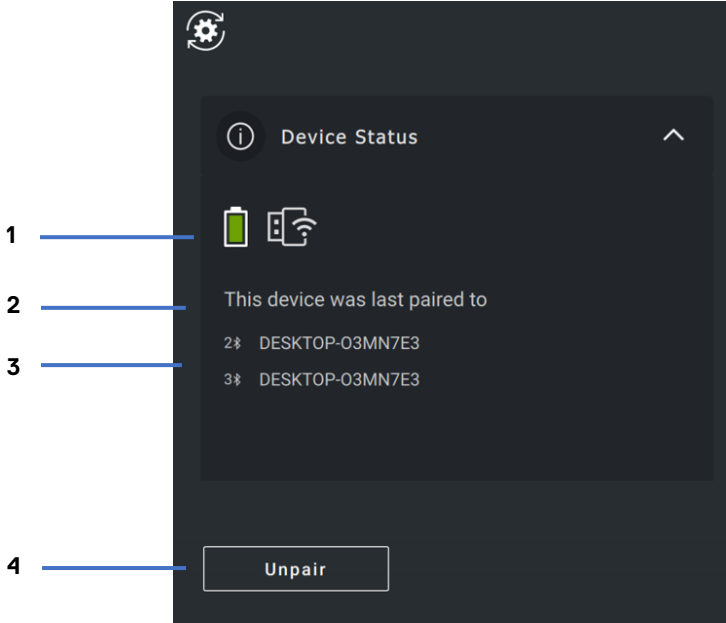 Device Status
1
2
This device was last paired to
2 DESKTOP-O3MN7E3
3
3 DESKTOP-O3MN7E3
4
Unpair